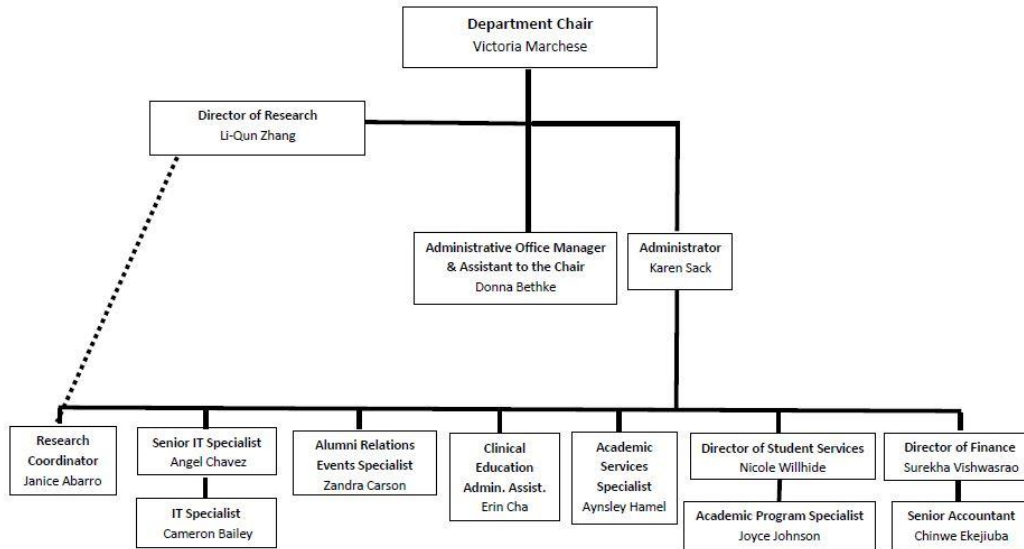 Department Chair
Victoria Marchese
Director of Research
Li-Qun Zhang
Administrative Office Manager
& Assistant to the Chair
Donna Bethke
Administrator
Karen Sack
Research
Coordinator
Janice Abarro
Senior IT Specialist
Angel Chavez
IT Specialist
Cameron Bailey
Alumni Relations
Events Specialist
Zandra Carson
Clinical
Education
Admin. Assist.
Erin Cha
Academic
Services
Specialist
Aynsley Hamel
Director of Student Services
Nicole Willhide
Academic Program Specialist
Joyce Johnson
Director of Finance
Surekha Vishwasrao
Senior Accountant
Chinwe Ekejiuba